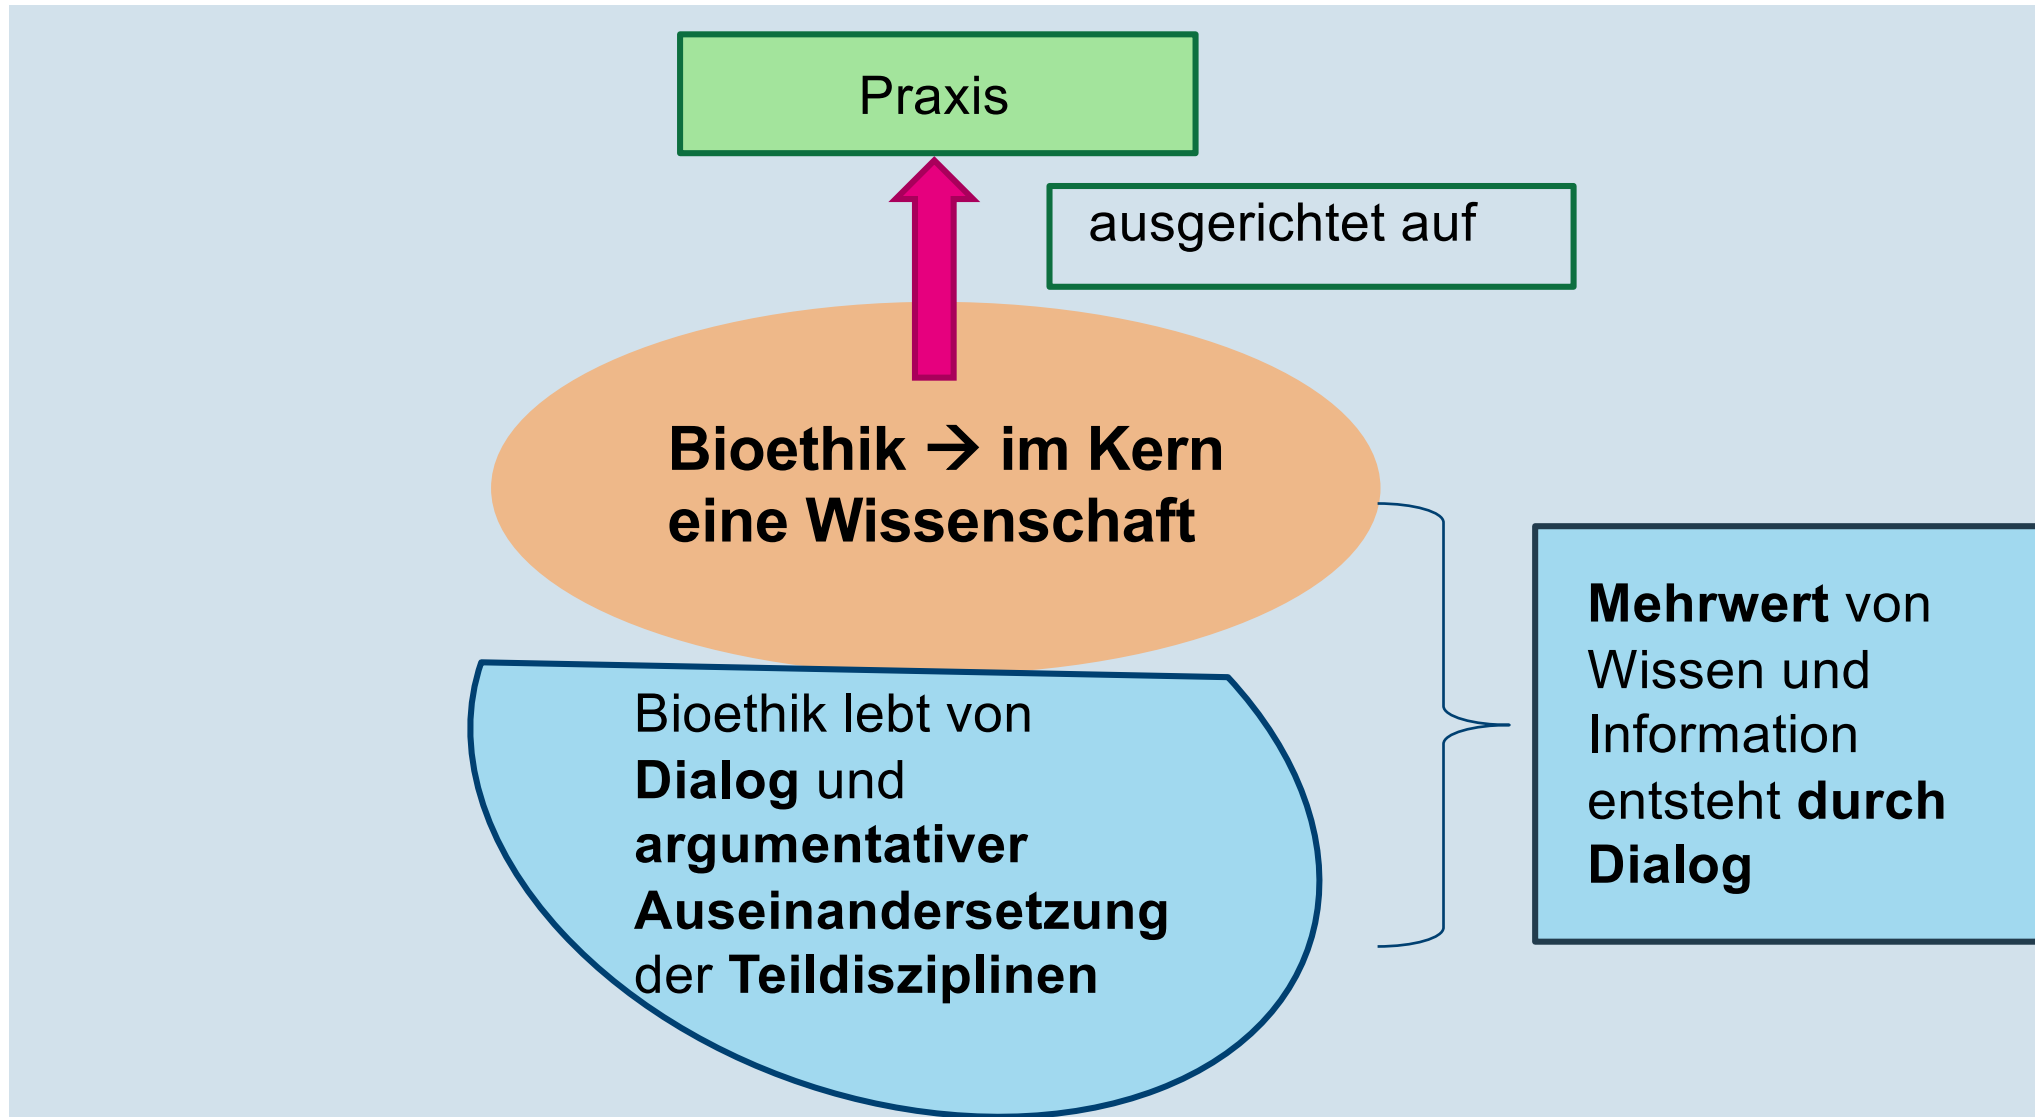 Praxis
ausgerichtet auf
Bioethik → im Kern
eine Wissenschaft
Bioethik lebt von
Dialog und
argumentativer
Auseinandersetzung
der Teildisziplinen
Mehrwert von
Wissen und
Information
entsteht durch
Dialog